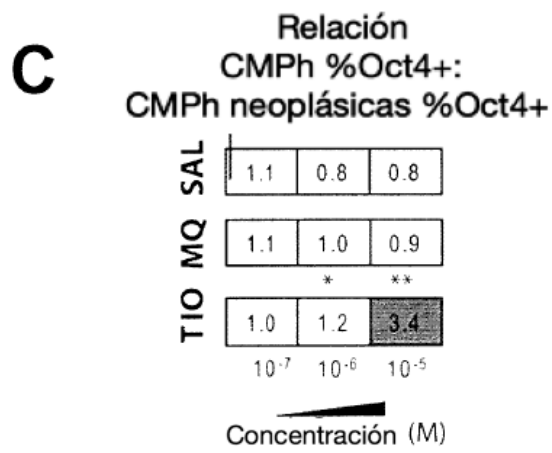 C
Relación
CMPh %Oct4+:
CMPh neoplásicas %Oct4+
SAL 1.1 0.8 0.8
MQ 1.1 1.0 0.9
* **
TIO 1.0 1.2 3.4
10⁻⁷ 10⁻⁶ 10⁻⁵
Concentración (M)